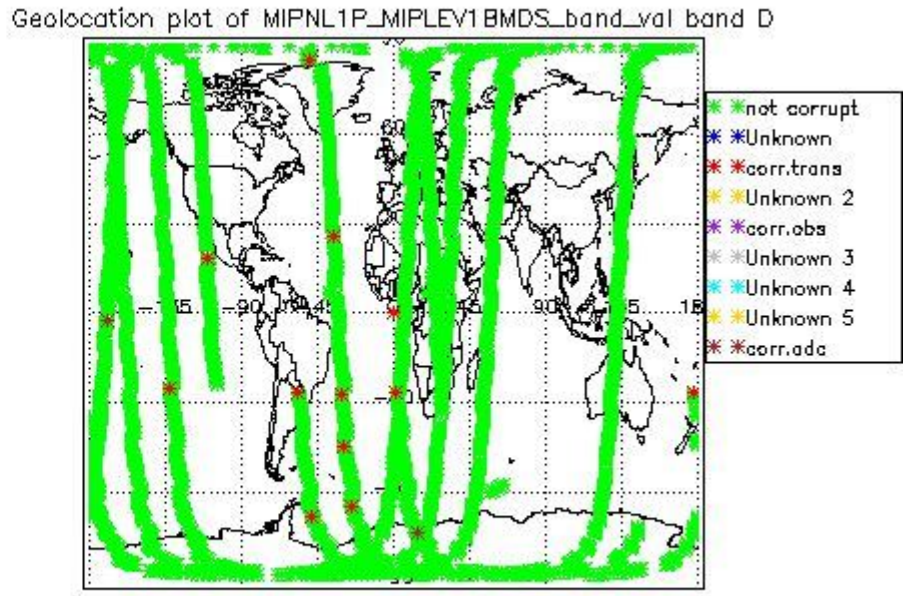 Geolocation plot of MIPNL1P_MIPLEV1BMDS_band_val band D
not corrupt
Unknown
corr.trans
Unknown 2
corr.obs
Unknown 3
Unknown 4
Unknown 5
corr.adc
60
-90
90